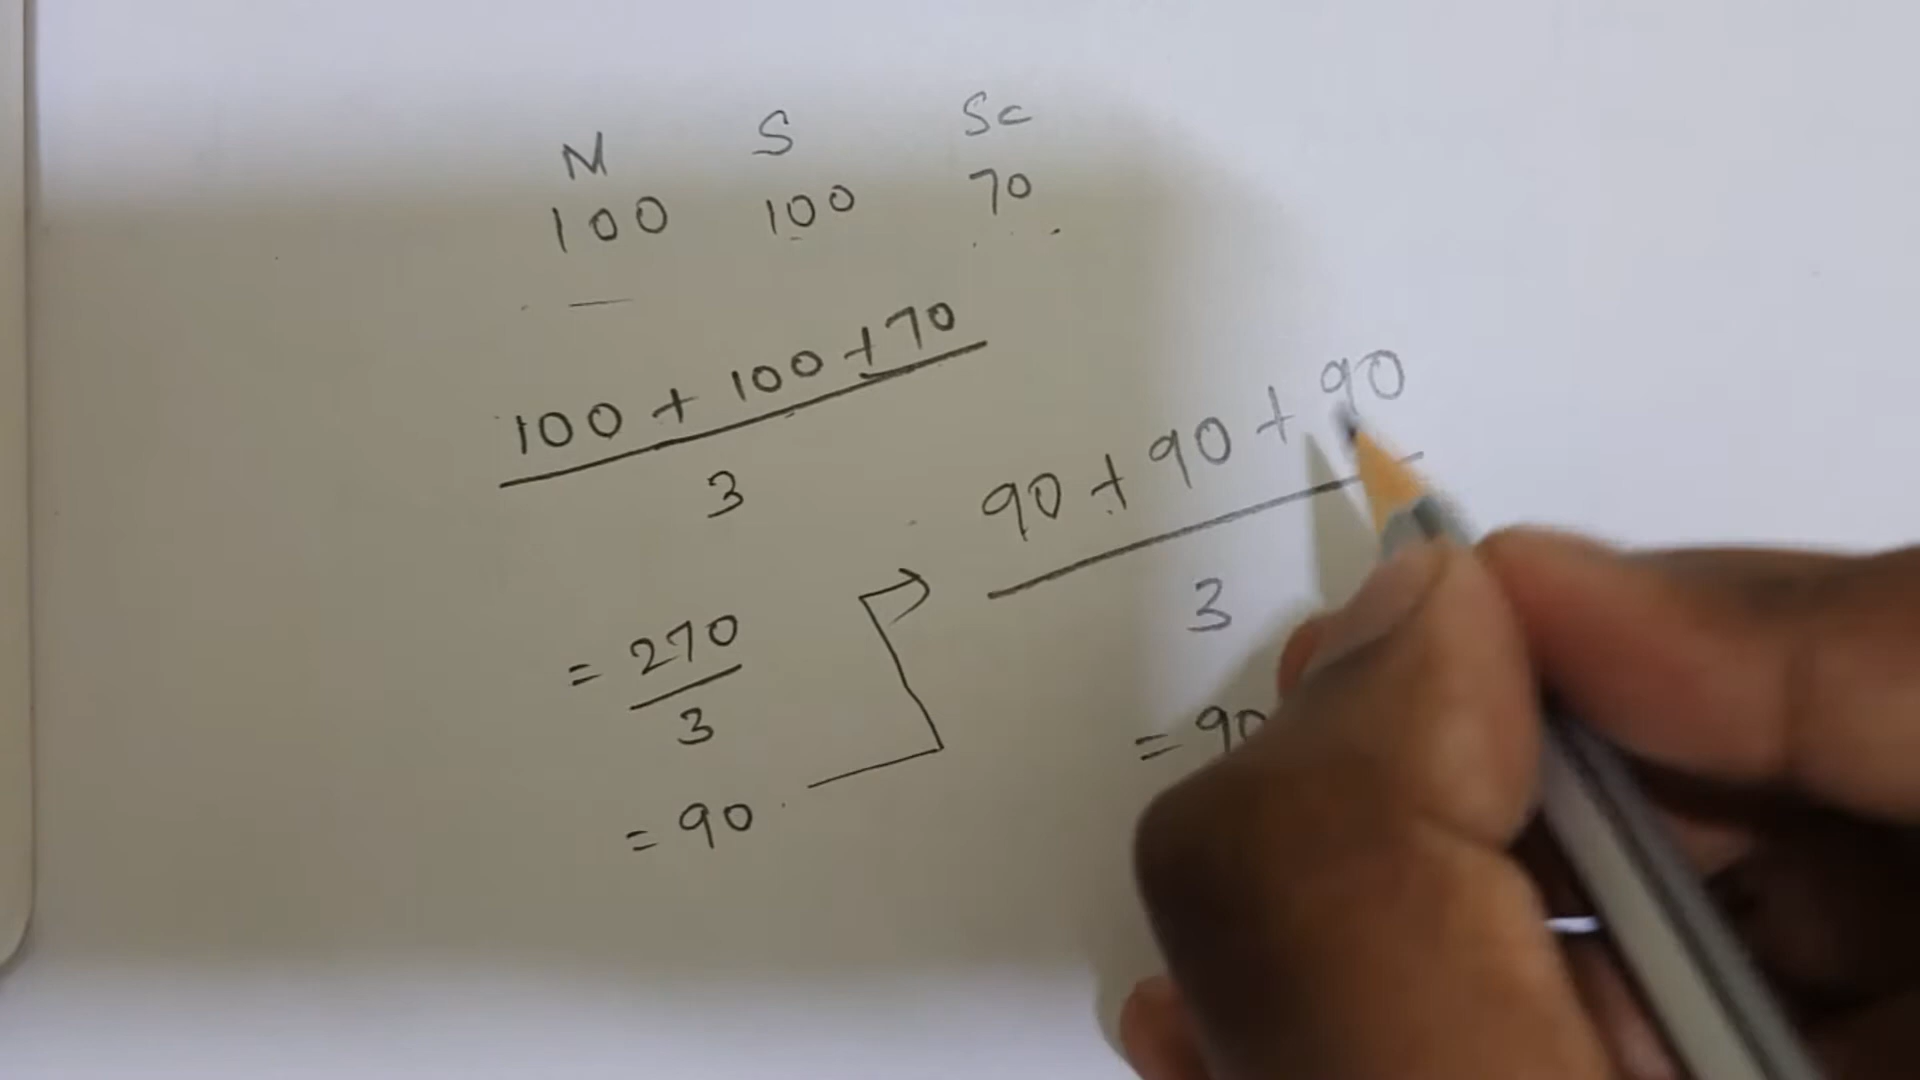 M S Sc
100 100 70
100 + 100 + 70
3
= 270
3
= 90
90 + 90 + 90
3
= 90